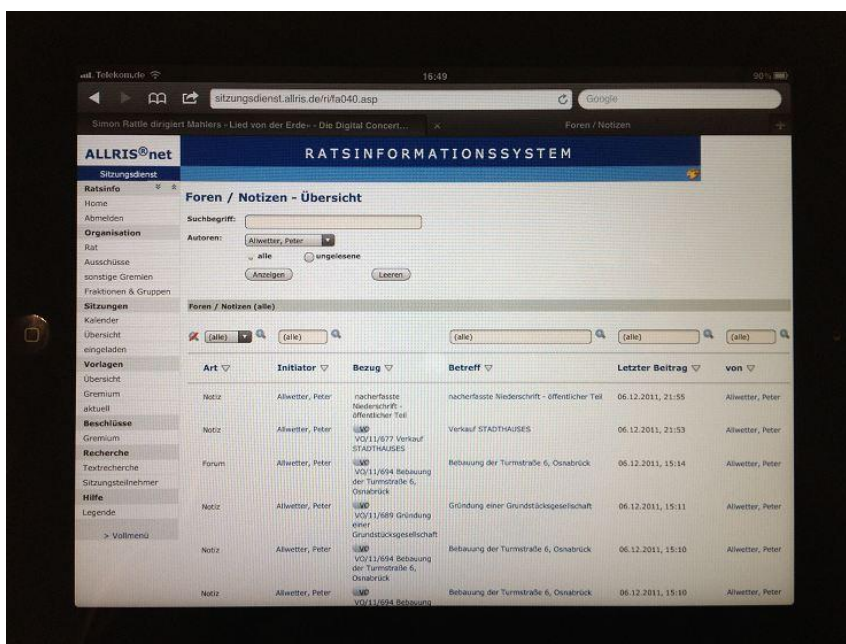 Telekom.de 16:49 90%
sitzungsdienst.allris.de/ri/fa040.asp Google
Simon Rattle dirigiert Mahlers »Lied von der Erde« - Die Digital Concert... Foren / Notizen
ALLRIS®net RATSINFORMATIONSSYSTEM
Sitzungsdienst
Ratsinfo
Home
Abmelden
Organisation
Rat
Ausschüsse
sonstige Gremien
Fraktionen & Gruppen
Sitzungen
Kalender
Übersicht
eingeladen
Vorlagen
Übersicht
Gremium
aktuell
Beschlüsse
Gremium
Recherche
Textrecherche
Sitzungsteilnehmer
Hilfe
Legende
> Vollmenü
Foren / Notizen - Übersicht
Suchbegriff:
Autoren: Allwetter, Peter
alle ungelesene
Anzeigen Leeren
Foren / Notizen (alle)
(alle) (alle) (alle) (alle) (alle)
Art Initiator Bezug Betreff Letzter Beitrag von
Notiz Allwetter, Peter nacherfasste nacherfasste Niederschrift - öffentlicher Teil 06.12.2011, 21:55 Allwetter, Peter
Niederschrift -
öffentlicher Teil
Notiz Allwetter, Peter VO Verkauf STADTHAUSES 06.12.2011, 21:53 Allwetter, Peter
VO/11/677 Verkauf
STADTHAUSES
Forum Allwetter, Peter VO Bebauung der Turmstraße 6, Osnabrück 06.12.2011, 15:14 Allwetter, Peter
VO/11/694 Bebauung
der Turmstraße 6,
Osnabrück
Notiz Allwetter, Peter VO Gründung einer Grundstücksgesellschaft 06.12.2011, 15:11 Allwetter, Peter
VO/11/689 Gründung
einer
Grundstücksgesellschaft
Notiz Allwetter, Peter VO Bebauung der Turmstraße 6, Osnabrück 06.12.2011, 15:10 Allwetter, Peter
VO/11/694 Bebauung
der Turmstraße 6,
Osnabrück
Notiz Allwetter, Peter VO Bebauung der Turmstraße 6, Osnabrück 06.12.2011, 15:10 Allwetter, Peter
VO/11/694 Bebauung